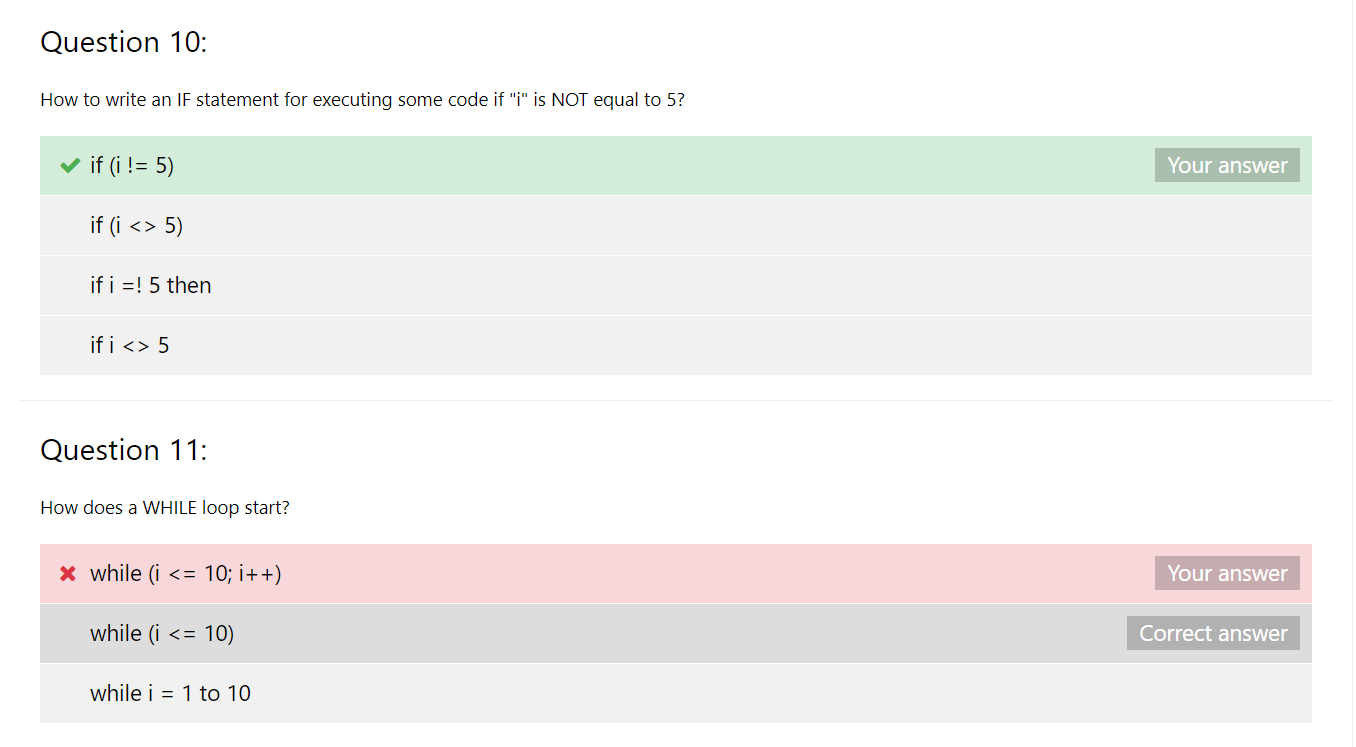 Question 10:
How to write an IF statement for executing some code if "i" is NOT equal to 5?
if (i != 5) Your answer
if (i <> 5)
if i =! 5 then
if i <> 5
Question 11:
How does a WHILE loop start?
while (i <= 10; i++) Your answer
while (i <= 10) Correct answer
while i = 1 to 10